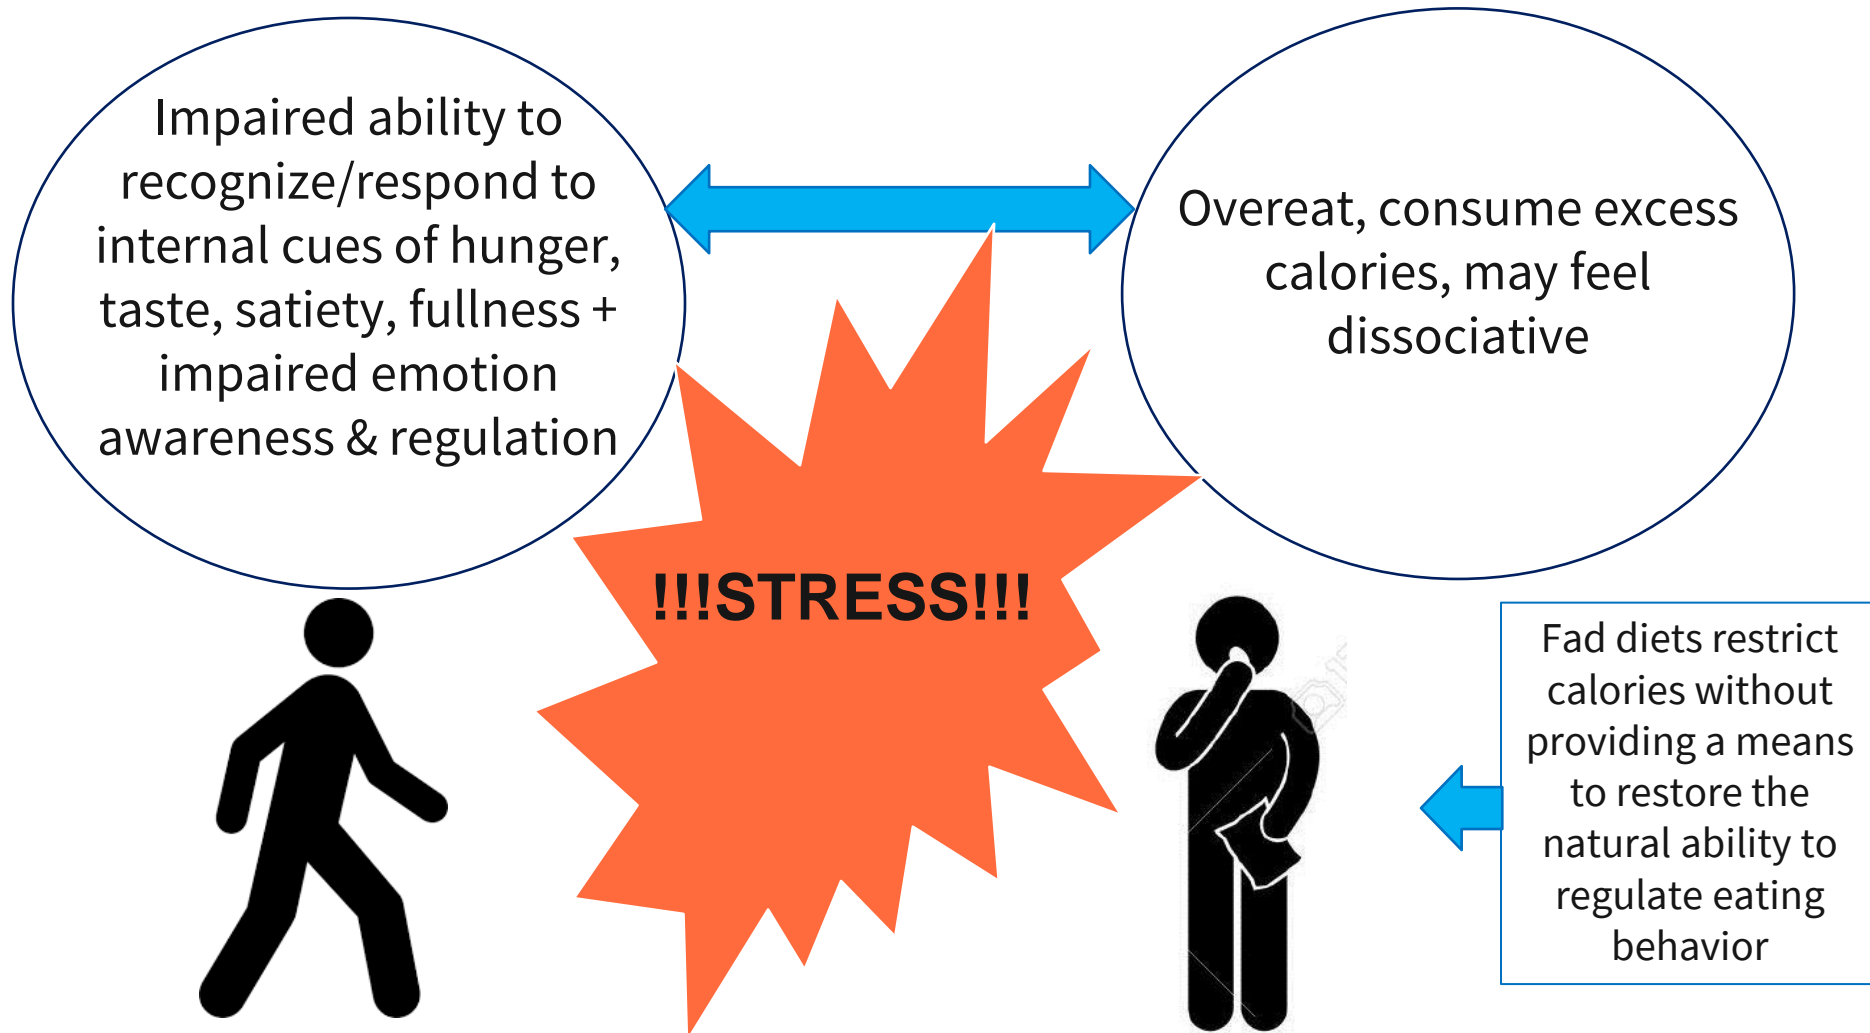 Impaired ability to
recognize/respond to
internal cues of hunger,
taste, satiety, fullness +
impaired emotion
awareness & regulation
Overeat, consume excess
calories, may feel
dissociative
!!!STRESS!!!
Fad diets restrict
calories without
providing a means
to restore the
natural ability to
regulate eating
behavior